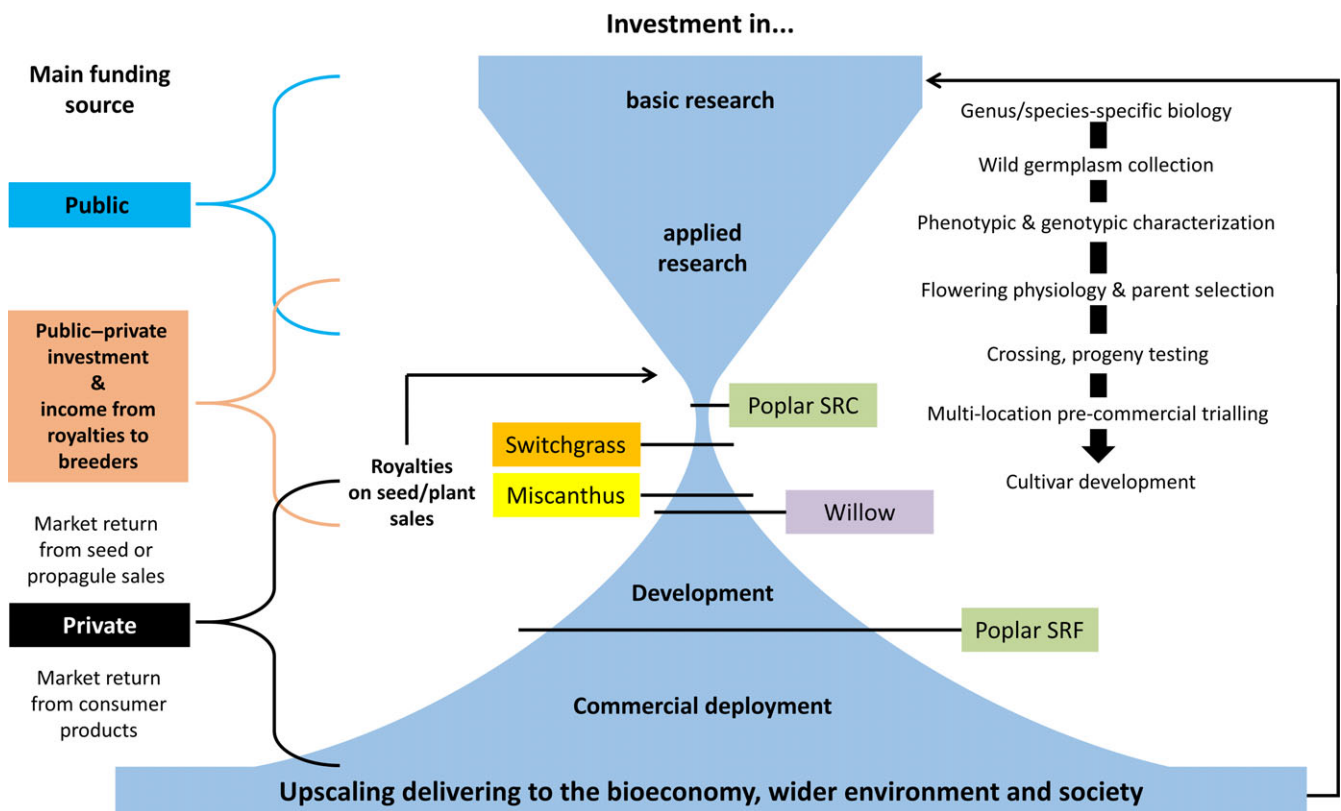 Investment in...
Main funding
source
Public
Public–private
investment
&
income from
royalties to
breeders
Market return
from seed or
propagule sales
Private
Market return
from consumer
products
Royalties
on seed/plant
sales
basic research
applied
research
Poplar SRC
Switchgrass
Miscanthus
Willow
Development
Poplar SRF
Commercial deployment
Upscaling delivering to the bioeconomy, wider environment and society
Genus/species-specific biology
Wild germplasm collection
Phenotypic & genotypic characterization
Flowering physiology & parent selection
Crossing, progeny testing
Multi-location pre-commercial trialling
Cultivar development